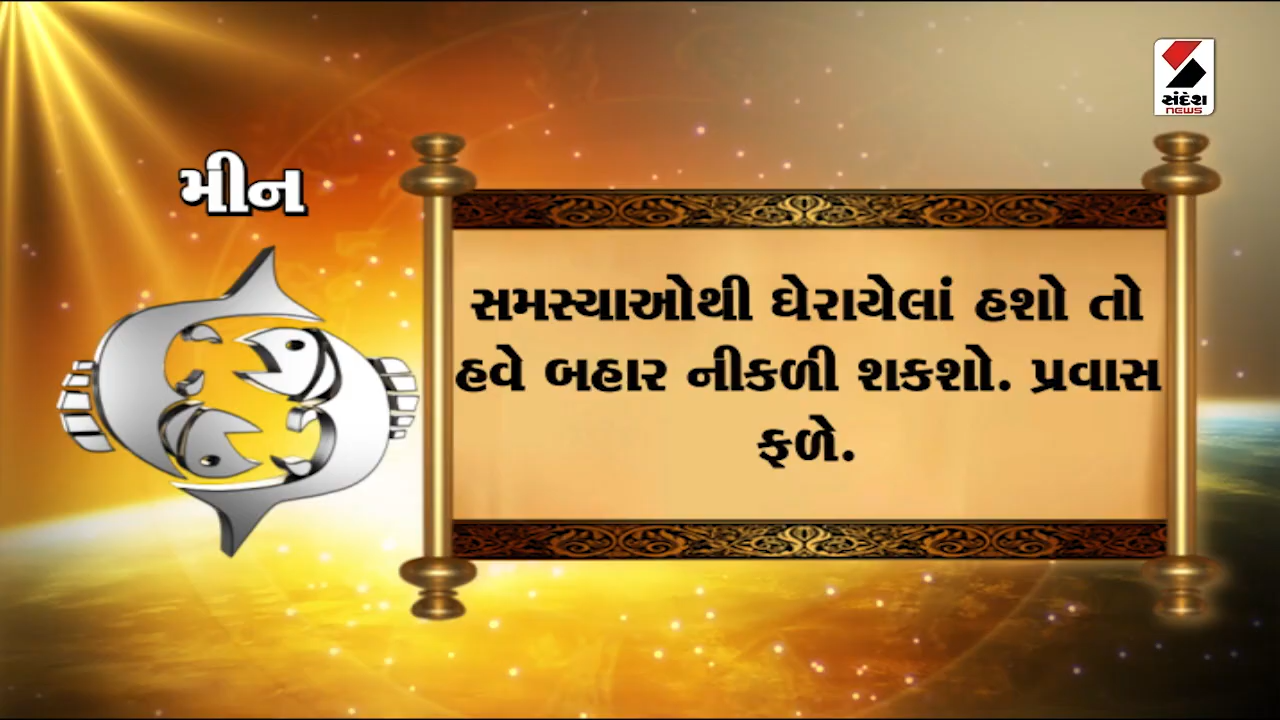 સંદેશ
NEWS
મીન
સમસ્યાઓથી ઘેરાયેલાં હશો તો
હવે બહાર નીકળી શકશો. પ્રવાસ
ફળે.